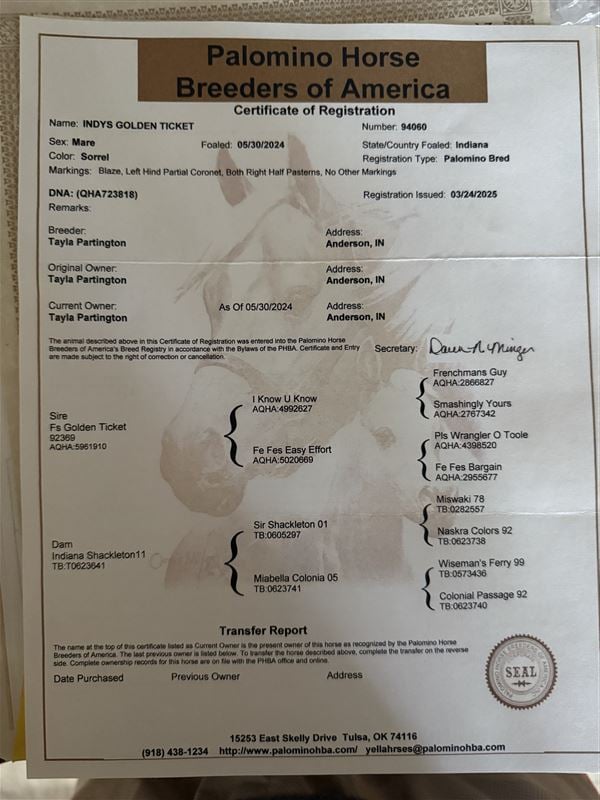 Palomino Horse
Breeders of America
Certificate of Registration
Name: INDYS GOLDEN TICKET
Number: 94060
Sex: Mare
Foaled: 05/30/2024
State/Country Foaled: Indiana
Color: Sorrel
Registration Type: Palomino Bred
Markings: Blaze, Left Hind Partial Coronet, Both Right Half Pasterns, No Other Markings
DNA: (QHA723818)
Registration Issued: 03/24/2025
Remarks:
Breeder:
Address:
Tayla Partington
Anderson, IN
Original Owner:
Address:
Tayla Partington
Anderson, IN
Current Owner:
As Of 05/30/2024
Address:
Tayla Partington
Anderson, IN
The animal described above in this Certificate of Registration was entered into the Palomino Horse
Breeders of America's Breed Registry in accordance with the Bylaws of the PHBA. Certificate and Entry
are made subject to the right of correction or cancellation.
Secretary:
Sire
Fs Golden Ticket
92369
AQHA:5961910
I Know U Know
AQHA:4992627
Fe Fes Easy Effort
AQHA:5020669
Frenchmans Guy
AQHA:2866827
Smashingly Yours
AQHA:2767342
Pls Wrangler O Toole
AQHA:4398520
Fe Fes Bargain
AQHA:2955677
Dam
Indiana Shackleton11
TB:T0623641
Sir Shackleton 01
TB:0605297
Miabella Colonia 05
TB:0623741
Miswaki 78
TB:0282557
Naskra Colors 92
TB:0623738
Wiseman's Ferry 99
TB:0573436
Colonial Passage 92
TB:0623740
Transfer Report
The name at the top of this certificate listed as Current Owner is the present owner of this horse as recognized by the Palomino Horse
Breeders of America. The last previous owner is listed below. To transfer the horse described above, complete the transfer on the reverse
side. Complete ownership records for this horse are on file with the PHBA office and online.
Date Purchased
Previous Owner
Address
SEAL
15253 East Skelly Drive Tulsa, OK 74116
(918) 438-1234 http://www.palominohba.com/ yellahrses@palominohba.com